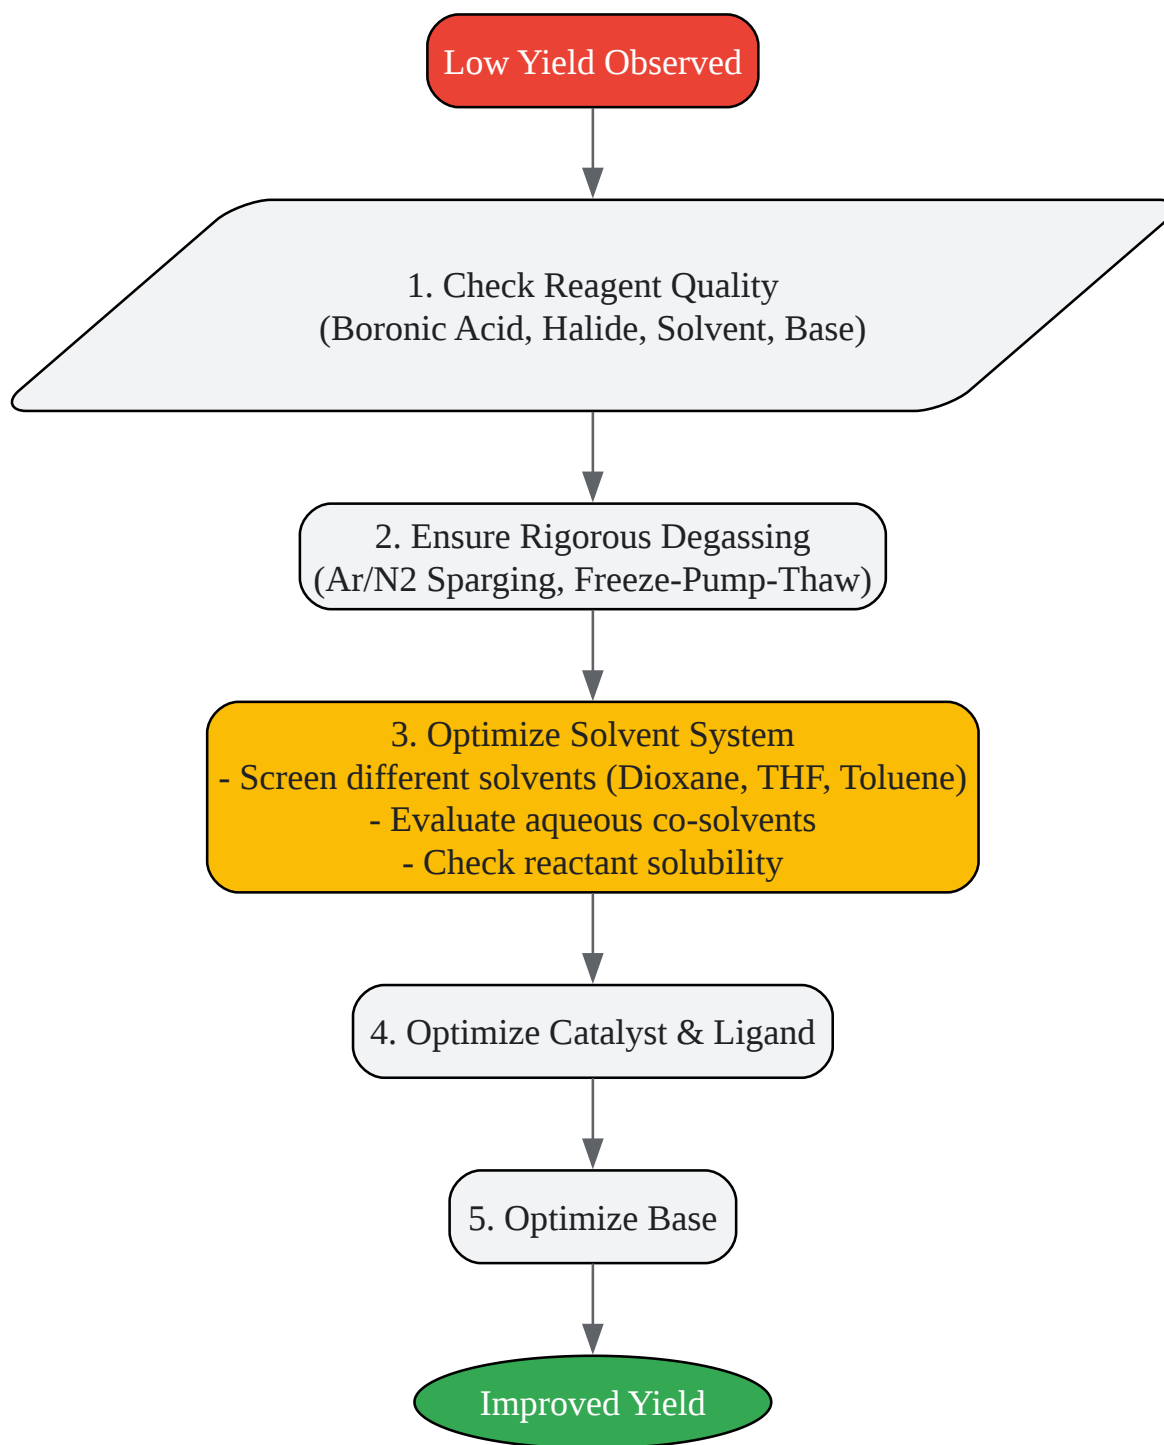 Low Yield Observed
1. Check Reagent Quality
(Boronic Acid, Halide, Solvent, Base)
2. Ensure Rigorous Degassing
(Ar/N2 Sparging, Freeze-Pump-Thaw)
3. Optimize Solvent System
- Screen different solvents (Dioxane, THF, Toluene)
- Evaluate aqueous co-solvents
- Check reactant solubility
4. Optimize Catalyst & Ligand
5. Optimize Base
Improved Yield